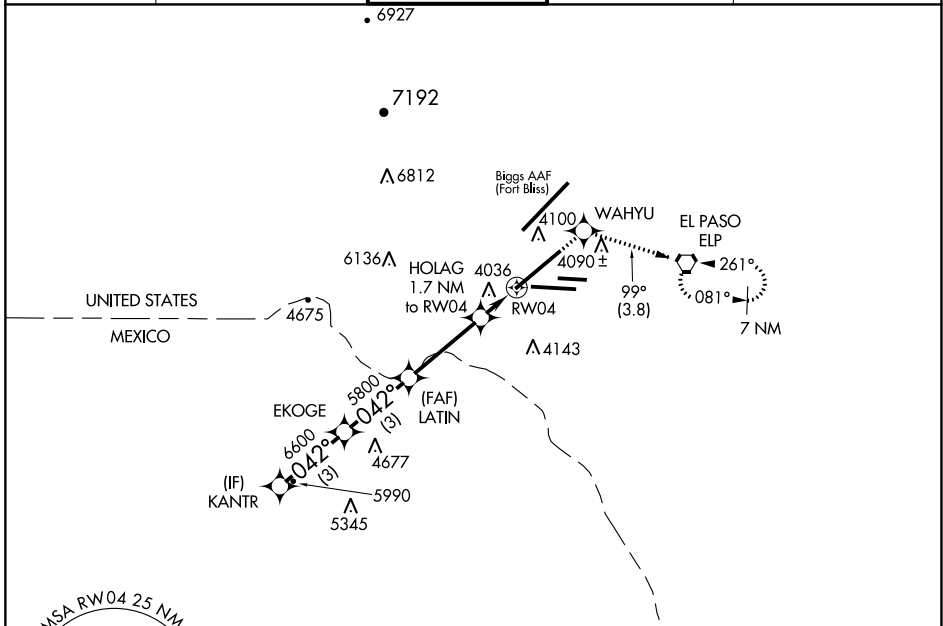 6927
7192
6812
Biggs AAF
(Fort Bliss)
4100
WAHYU
EL PASO
ELP
6136
4090 ±
261°
HOLAG
1.7 NM
to RW04
4036
99°
(3.8)
081°
7 NM
UNITED STATES
4675
RW04
MEXICO
4143
5800
042°
(3)
(FAF)
LATIN
EKOGE
6600
042°
(3)
4677
(IF)
KANTR
5990
5345
MSA RW04 25 NM